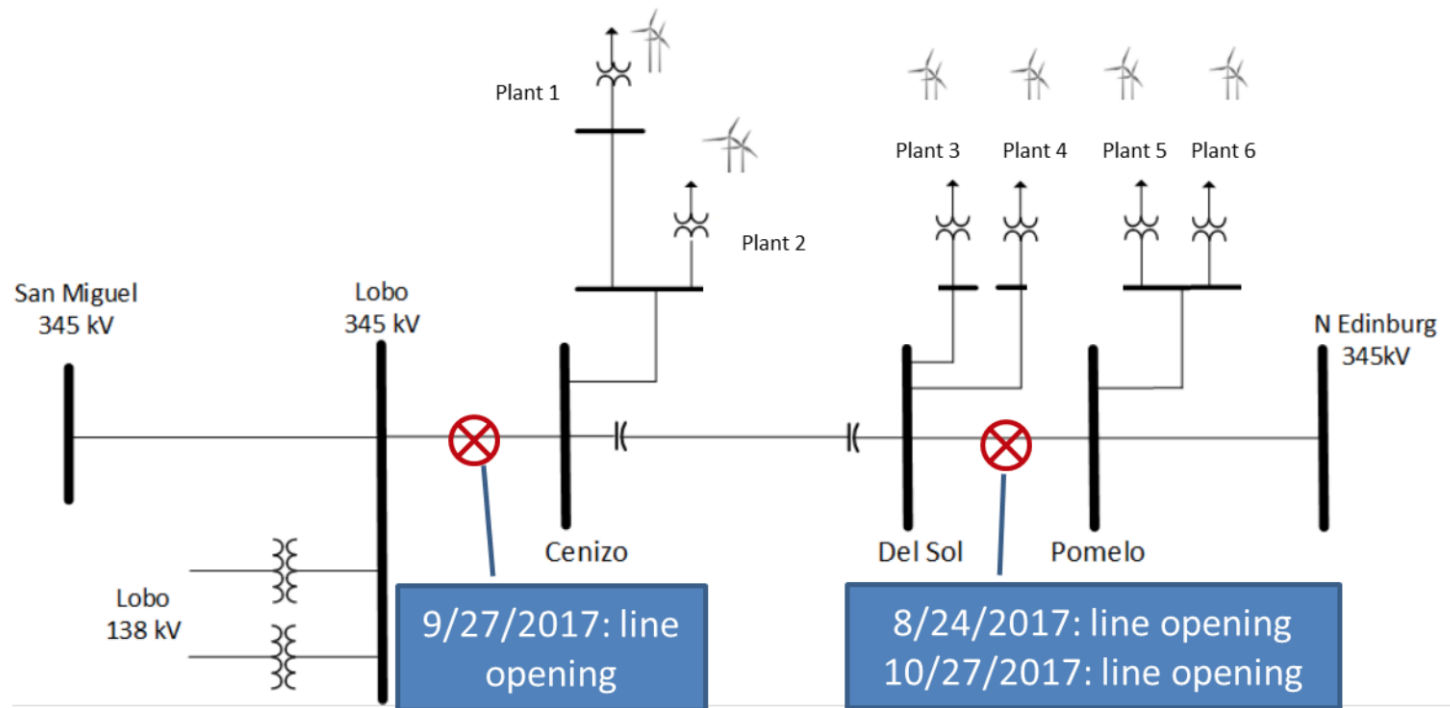 Plant 1
Plant 2
Plant 3
Plant 4
Plant 5
Plant 6
San Miguel
345 kV
Lobo
345 kV
N Edinburg
345kV
Cenizo
Del Sol
Pomelo
Lobo
138 kV
9/27/2017: line
opening
8/24/2017: line opening
10/27/2017: line opening